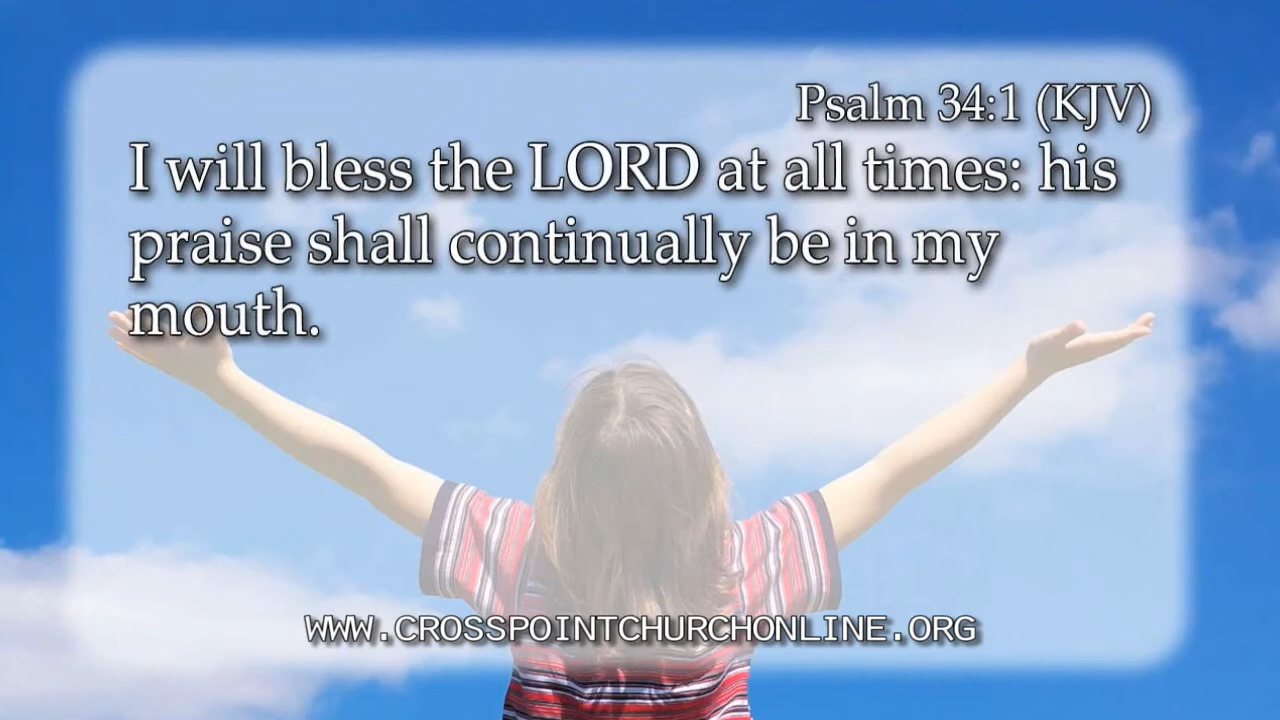 Psalm 34:1 (KJV)
I will bless the LORD at all times: his
praise shall continually be in my
mouth.
WWW.CROSSPOINTCHURCHONLINE.ORG